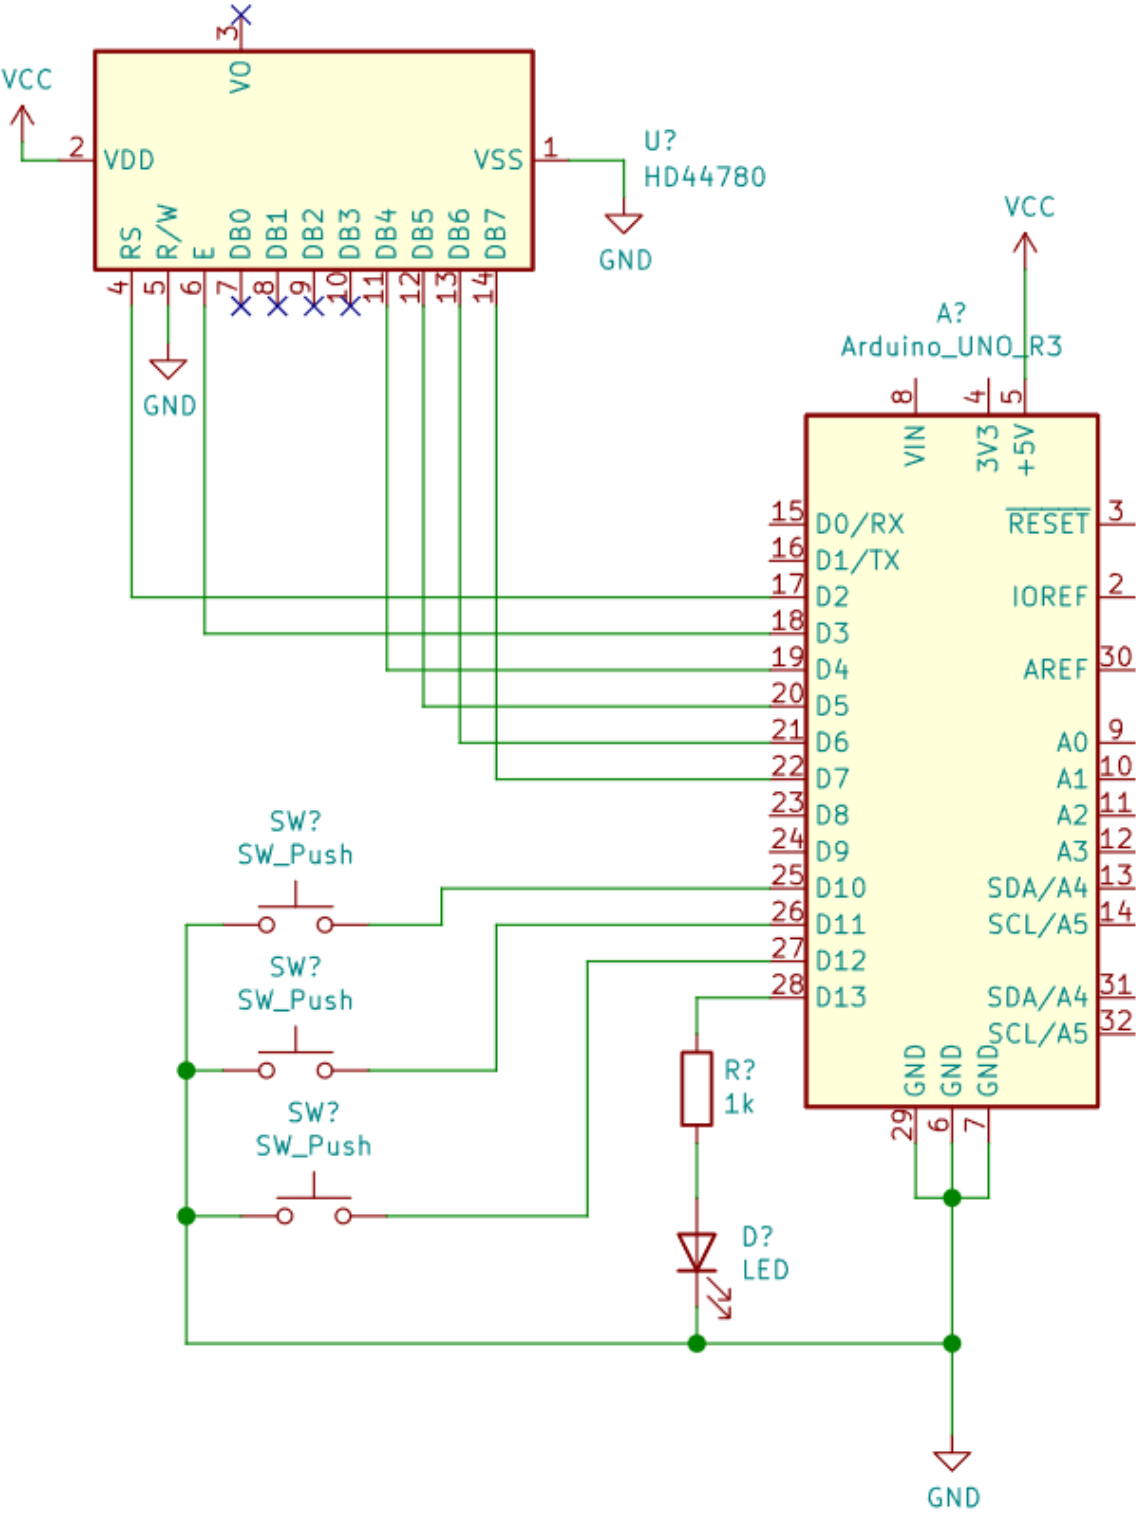 3
VO
VCC
2
VDD
VSS
1
U?
HD44780
GND
RS
R/W
E
DB0
DB1
DB2
DB3
DB4
DB5
DB6
DB7
4
5
6
7
8
9
10
11
12
13
14
GND
VCC
A?
Arduino_UNO_R3
8
4
5
VIN
3V3
+5V
15 D0/RX
RESET 3
16 D1/TX
17 D2
IOREF 2
18 D3
19 D4
AREF 30
20 D5
21 D6
A0 9
22 D7
A1 10
23 D8
A2 11
24 D9
A3 12
25 D10
SDA/A4 13
26 D11
SCL/A5 14
27 D12
28 D13
SDA/A4 31
SCL/A5 32
GND
GND
GND
29
6
7
SW?
SW_Push
SW?
SW_Push
SW?
SW_Push
R?
1k
D?
LED
GND